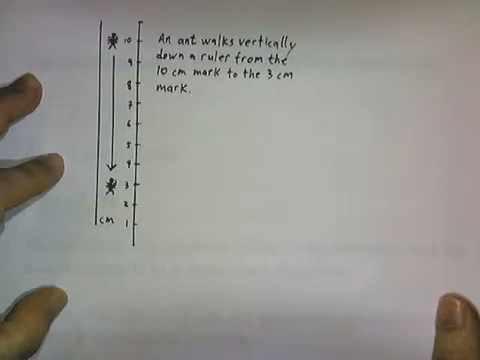 An ant walks vertically
down a ruler from the
10 cm mark to the 3 cm
mark.
10
9
8
7
6
5
4
3
2
cm 1